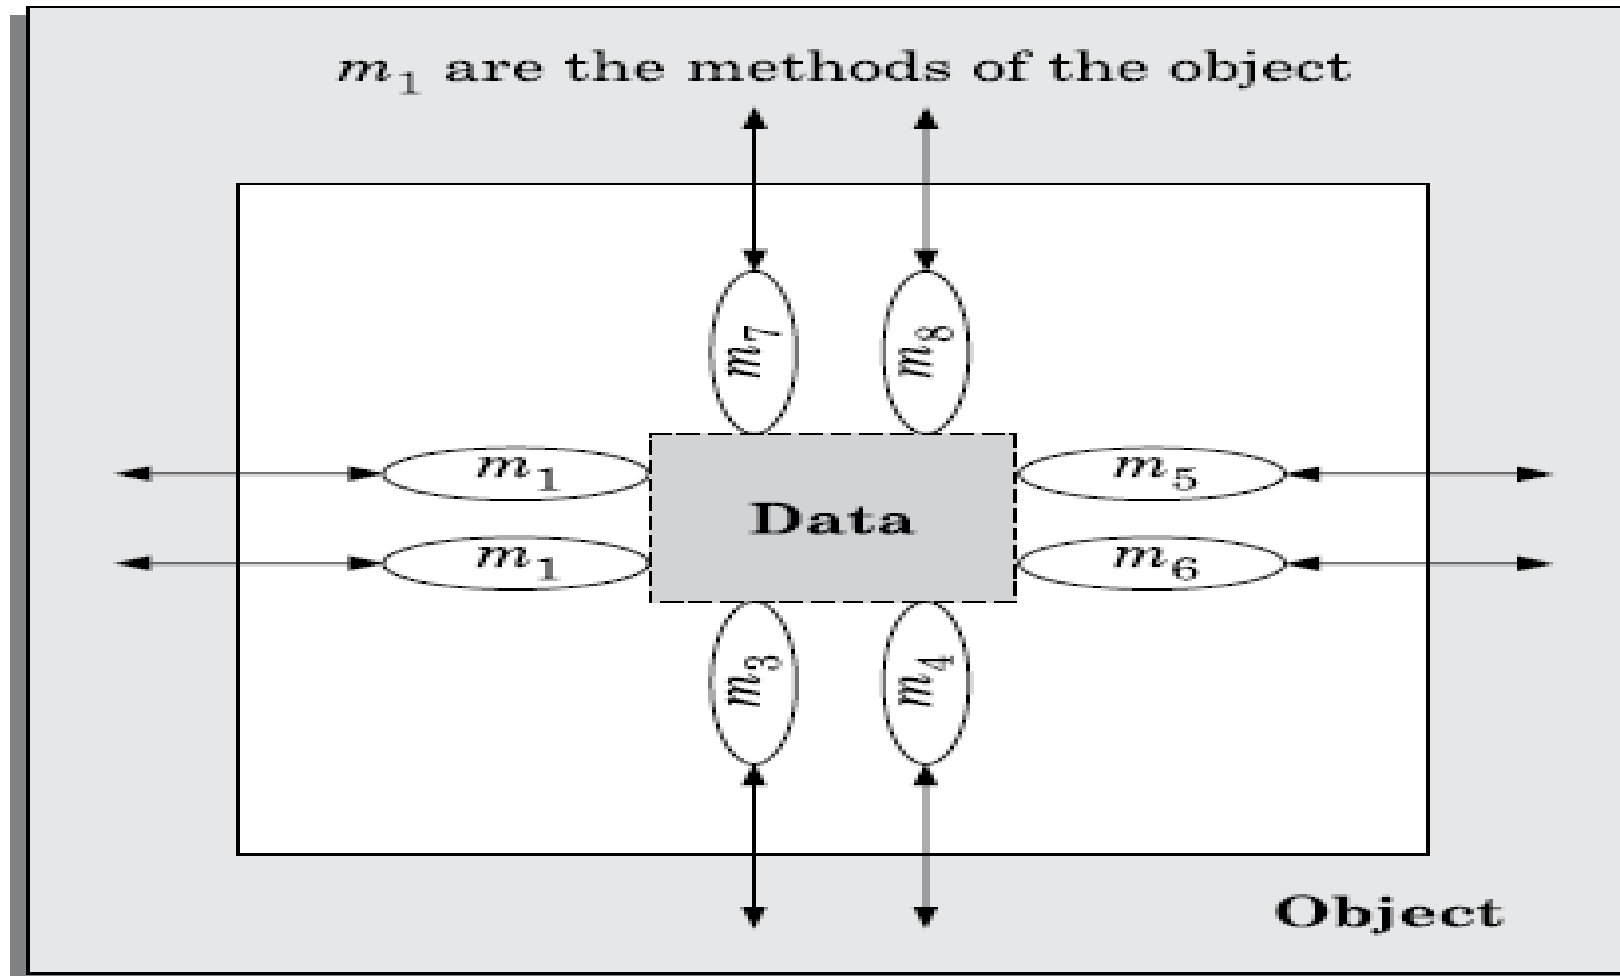 m₁ are the methods of the object
m₇
m₈
m₁
m₅
Data
m₁
m₆
m₃
m₄
Object